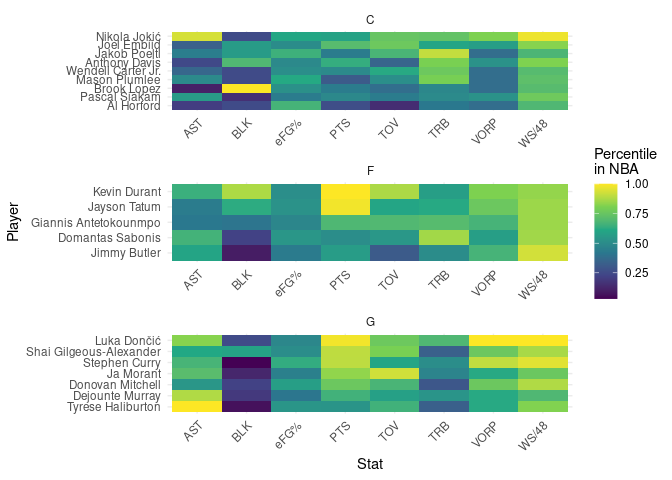 C
Nikola Jokić
Joel Embiid
Jakob Poeltl
Anthony Davis
Wendell Carter Jr.
Mason Plumlee
Brook Lopez
Pascal Siakam
Al Horford
AST BLK eFG% PTS TOV TRB VORP WS/48
F
Kevin Durant
Jayson Tatum
Giannis Antetokounmpo
Domantas Sabonis
Jimmy Butler
AST BLK eFG% PTS TOV TRB VORP WS/48
G
Luka Dončić
Shai Gilgeous-Alexander
Stephen Curry
Ja Morant
Donovan Mitchell
Dejounte Murray
Tyrese Haliburton
AST BLK eFG% PTS TOV TRB VORP WS/48
Stat
Player
Percentile
in NBA
1.00
0.75
0.50
0.25